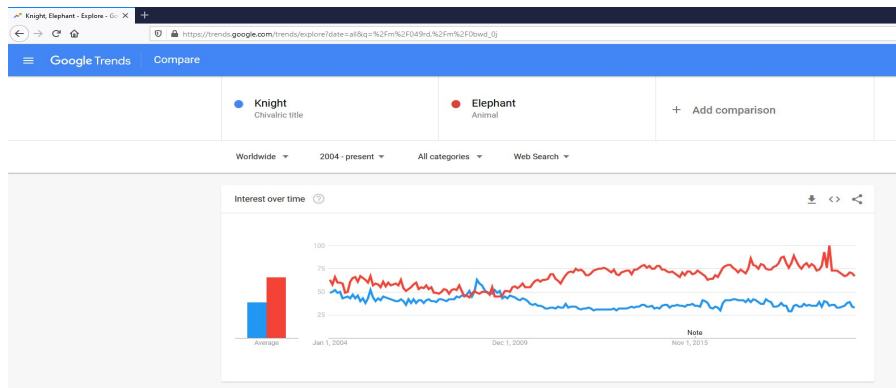 Knight, Elephant - Explore - Go
https://trends.google.com/trends/explore?date=all&q=%2Fm%2F049rd,%2Fm%2F0bwd_0j
Google Trends Compare
Knight
Chivalric title
Elephant
Animal
+ Add comparison
Worldwide 2004 - present All categories Web Search
Interest over time
100
75
50
25
Note
Average Jan 1, 2004 Dec 1, 2009 Nov 1, 2015